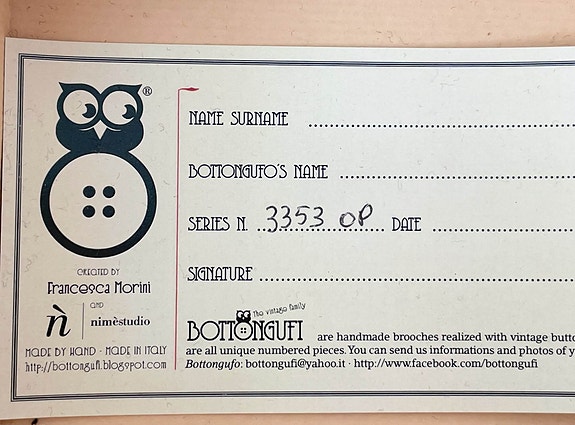 ®
CREATED BY
Francesca Morini
AND
n̈ nimèstudio
MADE BY HAND · MADE IN ITALY
http://bottongufi.blogspot.com
NAME SURNAME
BOTTONGUFO'S NAME
SERIES N. 3353 OP DATE
SIGNATURE
The vintage family
BOTTONGUFI are handmade brooches realized with vintage butto
are all unique numbered pieces. You can send us informations and photos of y
Bottongufo: bottongufi@yahoo.it · http://www.facebook.com/bottongufi